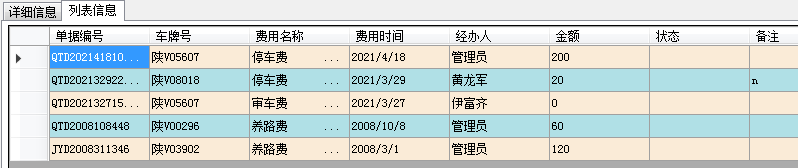 详细信息 列表信息
单据编号 车牌号 费用名称 费用时间 经办人 金额 状态 备注
QTD202141810... 陕V05607 停车费 ... 2021/4/18 管理员 200
QTD202132922... 陕V08018 停车费 ... 2021/3/29 黄龙军 20 n
QTD202132715... 陕V05607 审车费 ... 2021/3/27 伊富齐 0
QTD2008108448 陕V00296 养路费 ... 2008/10/8 管理员 60
JYD2008311346 陕V03902 养路费 ... 2008/3/1 管理员 120